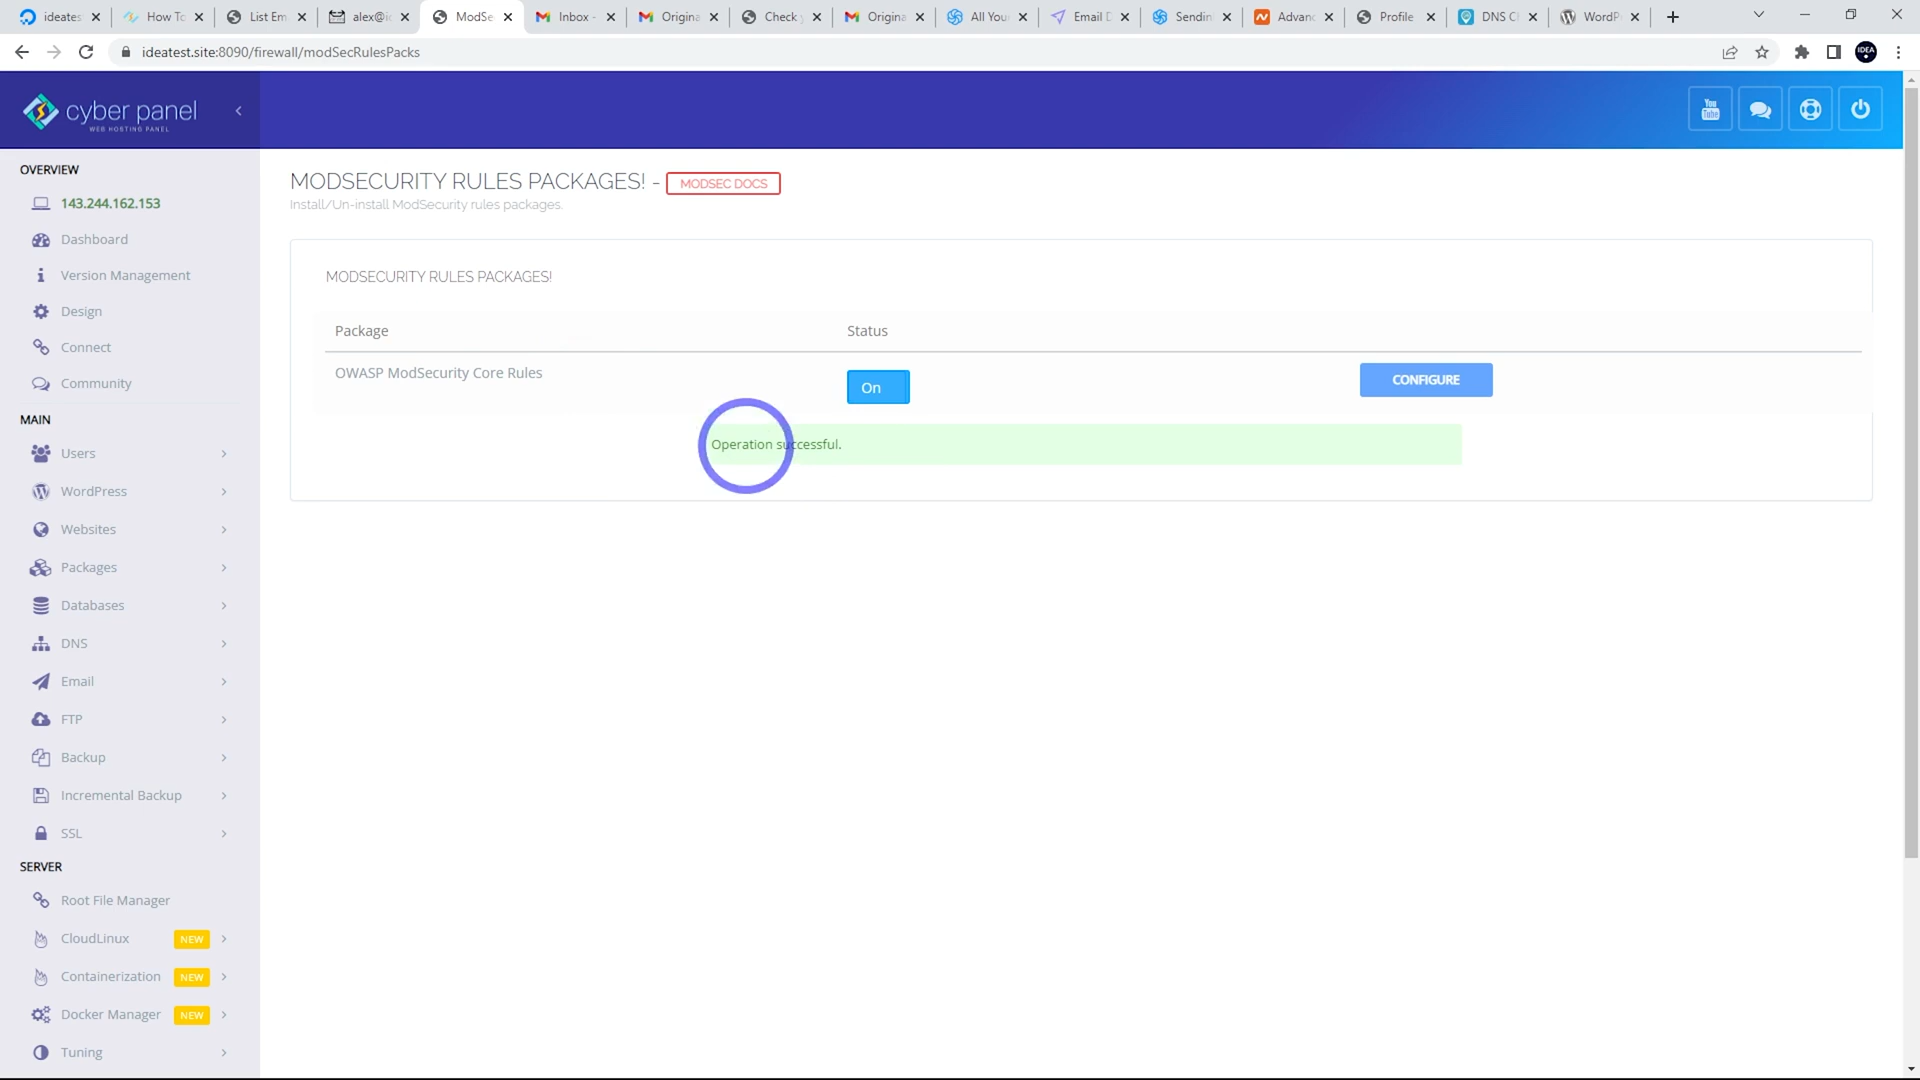 ideates
How To
List Em
alex@i
ModSe
Inbox -
Origina
Check y
Origina
All You
Email D
Sendin
Advanc
Profile
DNS C
WordP
ideatest.site:8090/firewall/modSecRulesPacks
IDEA
cyber panel
WEB HOSTING PANEL
You
Tube
OVERVIEW
143.244.162.153
Dashboard
Version Management
Design
Connect
Community
MAIN
Users
WordPress
Websites
Packages
Databases
DNS
Email
FTP
Backup
Incremental Backup
SSL
SERVER
Root File Manager
CloudLinux NEW
Containerization NEW
Docker Manager NEW
Tuning
MODSECURITY RULES PACKAGES! - MODSEC DOCS
Install/Un-install ModSecurity rules packages.
MODSECURITY RULES PACKAGES!
Package Status
OWASP ModSecurity Core Rules On CONFIGURE
Operation successful.